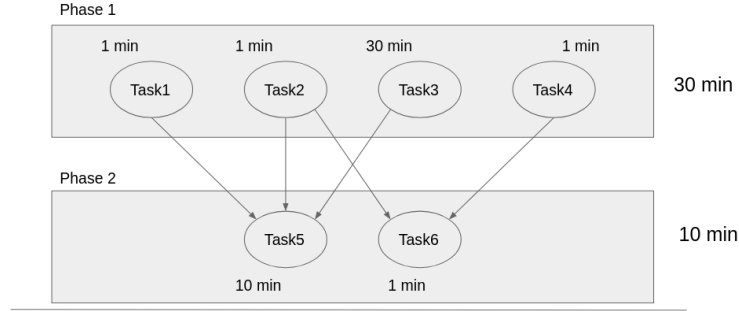 Phase 1
1 min
1 min
30 min
1 min
Task1
Task2
Task3
Task4
30 min
Phase 2
Task5
Task6
10 min
10 min
1 min